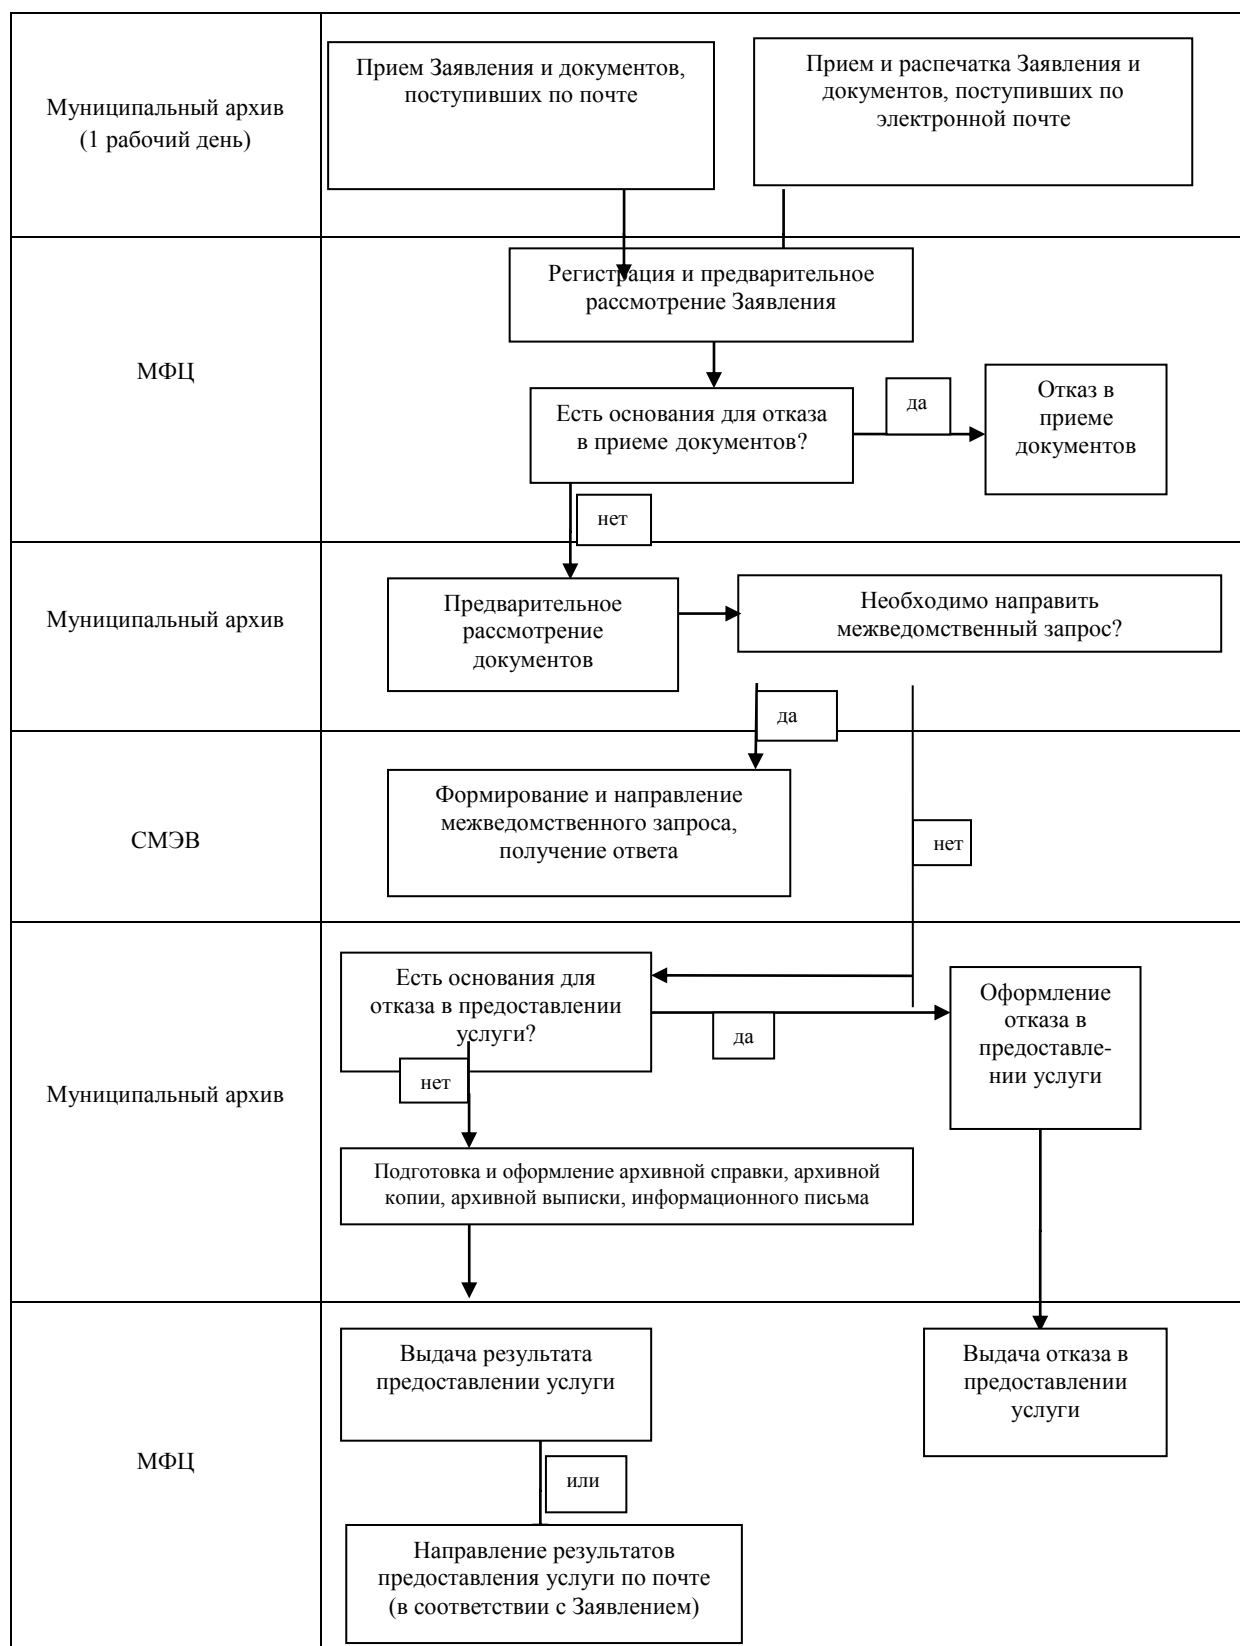 Муниципальный архив
(1 рабочий день)
Прием Заявления и документов,
поступивших по почте
Прием и распечатка Заявления и
документов, поступивших по
электронной почте
МФЦ
Регистрация и предварительное
рассмотрение Заявления
Есть основания для отказа
в приеме документов?
да
Отказ в
приеме
документов
нет
Муниципальный архив
Предварительное
рассмотрение
документов
Необходимо направить
межведомственный запрос?
да
СМЭВ
Формирование и направление
межведомственного запроса,
получение ответа
нет
Муниципальный архив
Есть основания для
отказа в предоставлении
услуги?
да
Оформление
отказа в
предоставле-
нии услуги
нет
Подготовка и оформление архивной справки, архивной
копии, архивной выписки, информационного письма
МФЦ
Выдача результата
предоставлении услуги
Выдача отказа в
предоставлении
услуги
или
Направление результатов
предоставления услуги по почте
(в соответствии с Заявлением)